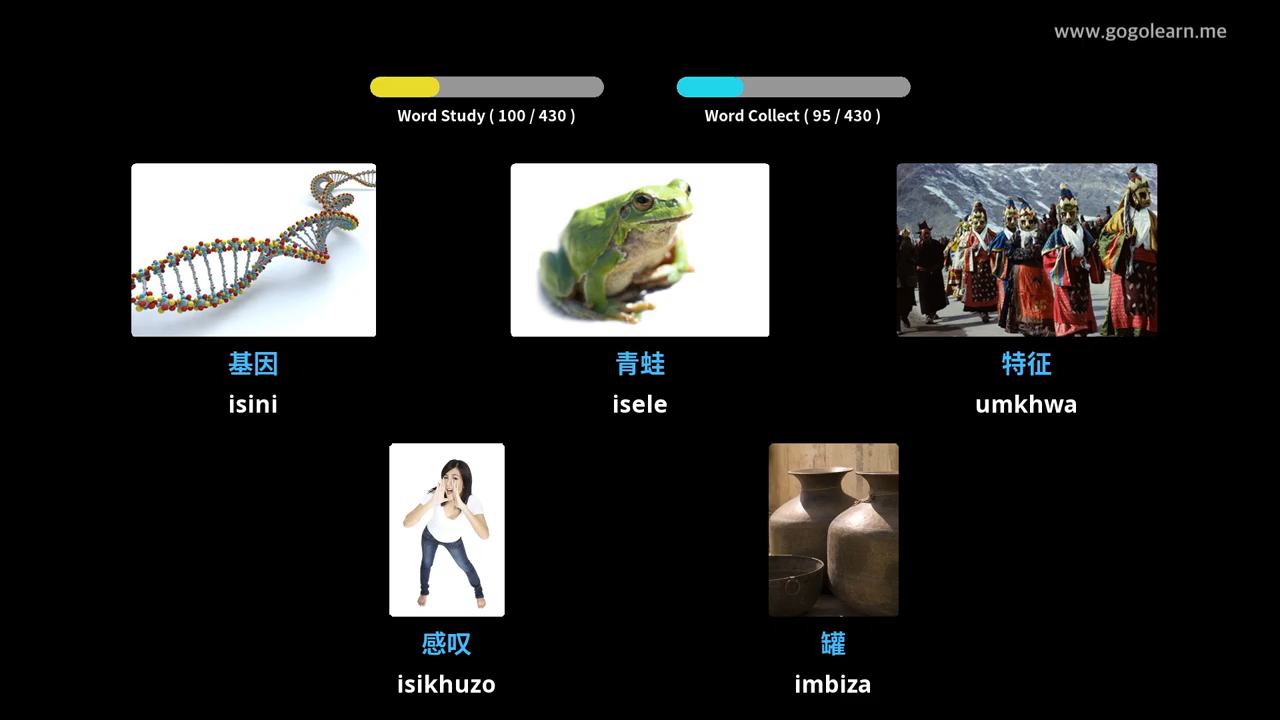 www.gogolearn.me
Word Study ( 100 / 430 )
Word Collect ( 95 / 430 )
基因
isini
青蛙
isele
特征
umkhwa
感叹
isikhuzo
罐
imbiza